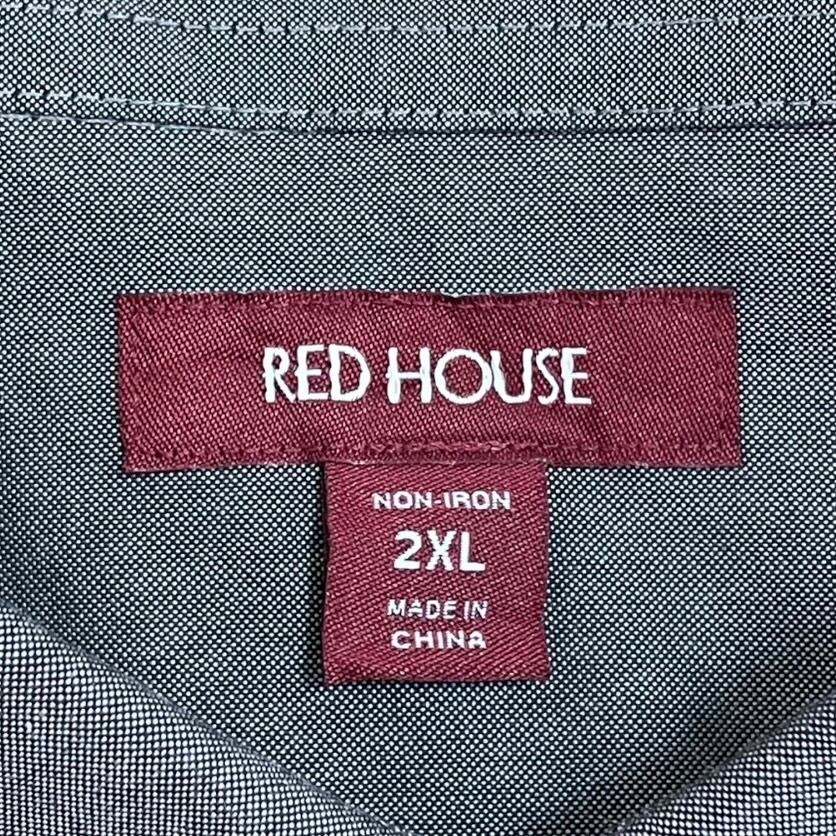 RED HOUSE
NON-IRON
2XL
MADE IN
CHINA